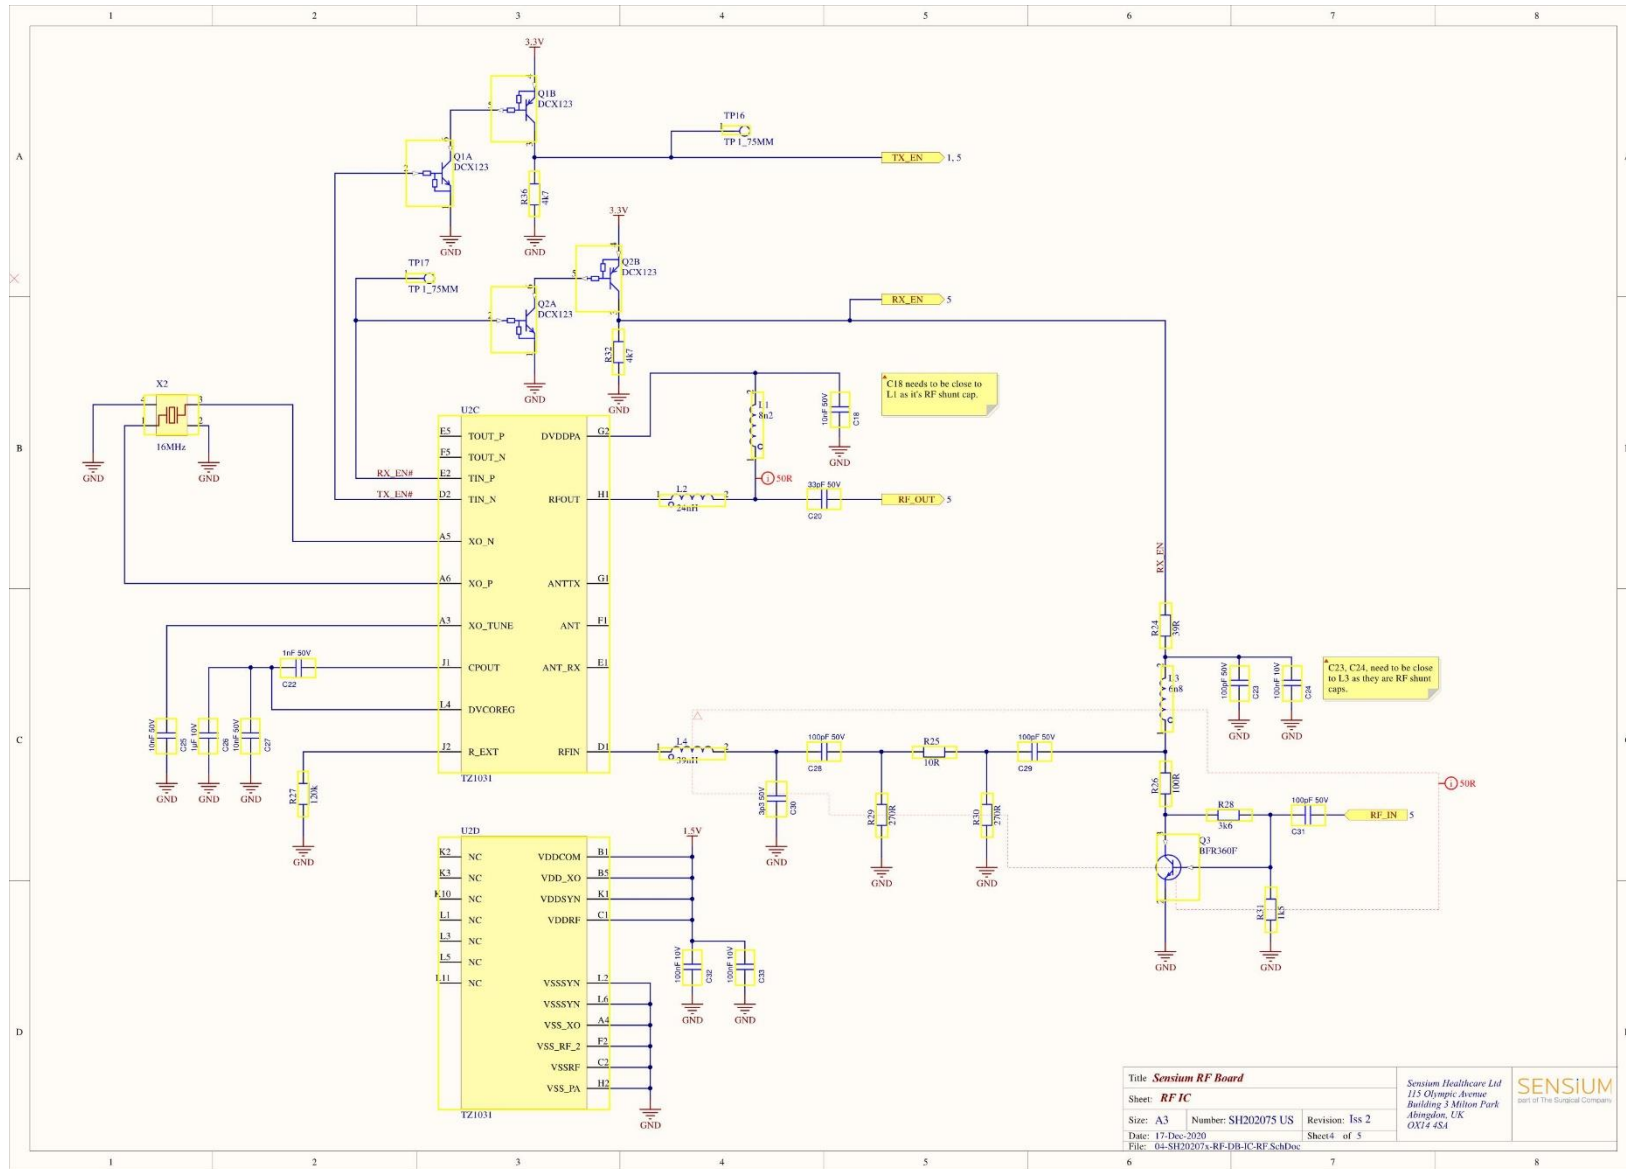 1 2 3 4 5 6 7 8
3.3V
Q1B
DCX123
TP16
TP 1_75MM
A
TX_EN 1, 5
Q1A
DCX123
R36
4k7
GND
GND
3.3V
TP17
TP 1_75MM
Q2B
DCX123
RX_EN 5
Q2A
DCX123
R32
4k7
GND
GND
C18 needs to be close to
L1 as it's RF shunt cap.
X2
16MHz
GND
GND
L1
8n2
10nF 50V
C18
GND
B
U2C
E5 TOUT_P DVDDPA G2
F5 TOUT_N
RX_EN# E2 TIN_P
TX_EN# D2 TIN_N RFOUT H1
L2
24nH
50R
33pF 50V
C20
RF_OUT 5
A5 XO_N
A6 XO_P ANTTX G1
A3 XO_TUNE ANT F1
J1 CPOUT ANT_RX E1
L4 DVCOREG
J2 R_EXT RFIN D1
TZ1031
1nF 50V
C22
10nF 50V
C25
1µF 10V
C26
10nF 50V
C27
GND
GND
GND
R27
120k
GND
RX_EN
R24
39R
L3
6n8
100pF 50V
C23
100nF 10V
C24
GND
GND
C23, C24, need to be close
to L3 as they are RF shunt
caps.
C
L4
39nH
100pF 50V
C28
R25
10R
100pF 50V
C29
3p3 50V
C30
GND
R29
270R
GND
R30
270R
GND
R26
100R
R28
3k6
100pF 50V
C31
RF_IN 5
50R
Q3
BFR360F
R31
1k5
GND
GND
U2D
1.5V
K2 NC VDDCOM B1
K3 NC VDD_XO B5
K10 NC VDDSYN K1
L1 NC VDDRF C1
L3 NC
L5 NC
L11 NC VSSSYN L2
VSSSYN L6
VSS_XO A4
VSS_RF_2 F2
VSSRF C2
VSS_PA H2
TZ1031
100nF 10V
C32
100nF 10V
C33
GND
GND
GND
D
Title Sensium RF Board
Sheet: RF IC
Size: A3 Number: SH202075 US Revision: Iss 2
Date: 17-Dec-2020 Sheet4 of 5
File: 04-SH20207x-RF-DB-IC-RF.SchDoc
Sensium Healthcare Ltd
115 Olympic Avenue
Building 3 Milton Park
Abingdon, UK
OX14 4SA
SENSIUM
part of The Surgical Company
1 2 3 4 5 6 7 8